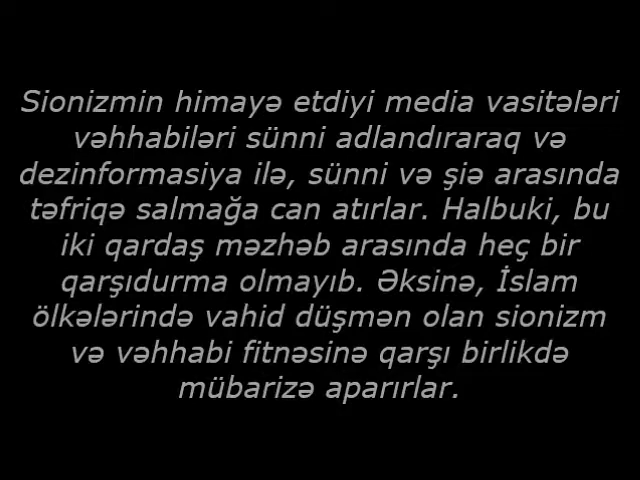 Sionizmin himayə etdiyi media vasitələri
vəhhabiləri sünni adlandıraraq və
dezinformasiya ilə, sünni və şiə arasında
təfriqə salmağa can atırlar. Halbuki, bu
iki qardaş məzhəb arasında heç bir
qarşıdurma olmayıb. Əksinə, İslam
ölkələrində vahid düşmən olan sionizm
və vəhhabi fitnəsinə qarşı birlikdə
mübarizə aparırlar.